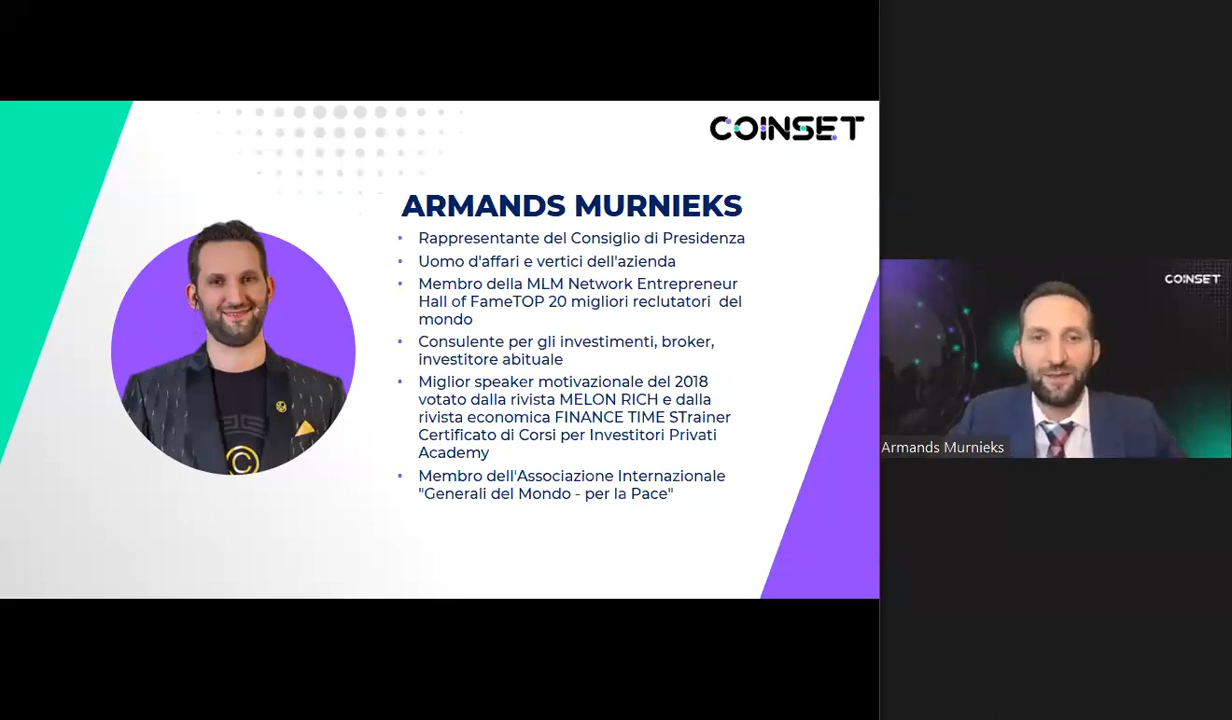 COINSET
ARMANDS MURNIEKS
• Rappresentante del Consiglio di Presidenza
• Uomo d'affari e vertici dell'azienda
• Membro della MLM Network Entrepreneur
Hall of FameTOP 20 migliori reclutatori del
mondo
• Consulente per gli investimenti, broker,
investitore abituale
• Miglior speaker motivazionale del 2018
votato dalla rivista MELON RICH e dalla
rivista economica FINANCE TIME STrainer
Certificato di Corsi per Investitori Privati
Academy
• Membro dell'Associazione Internazionale
"Generali del Mondo - per la Pace"
COINSET
Armands Murnieks